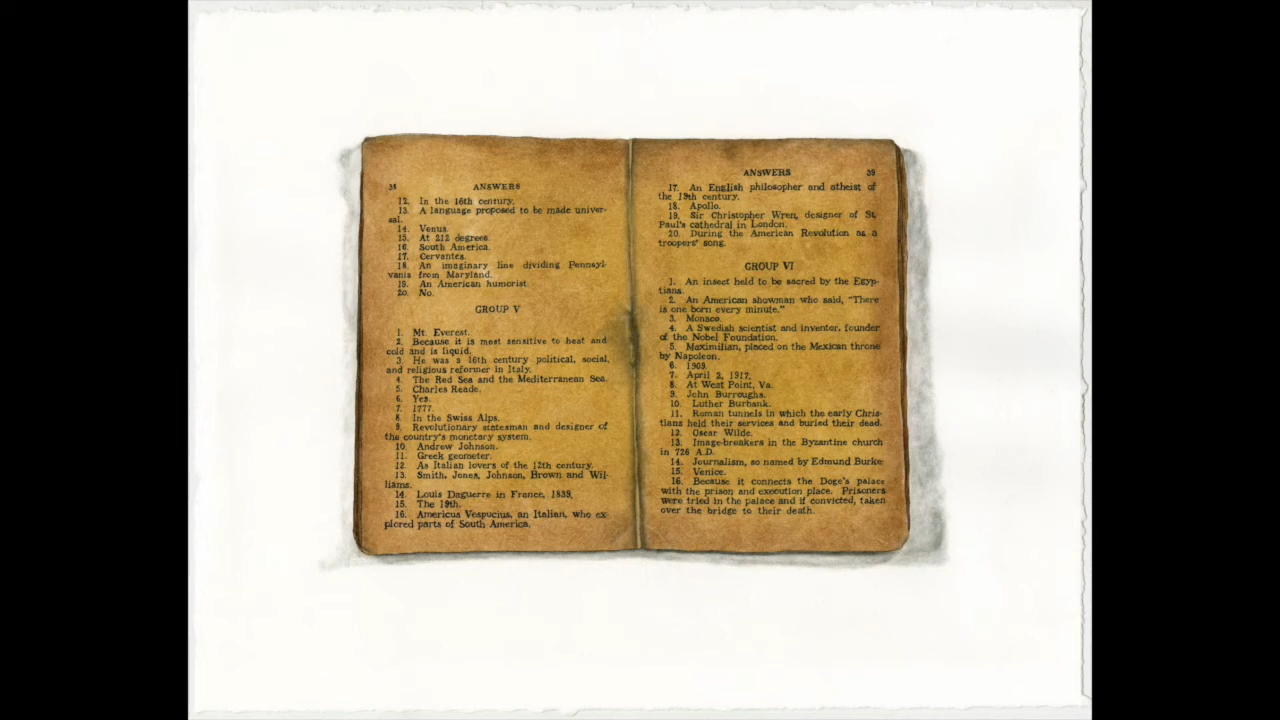 38 ANSWERS
12. In the 16th century.
13. A language proposed to be made univer-
sal.
14. Venus.
15. At 212 degrees.
16. South America.
17. Cervantes.
18. An imaginary line dividing Pennsyl-
vania from Maryland.
19. An American humorist.
20. No.
GROUP V
1. Mt. Everest.
2. Because it is most sensitive to heat and
cold and is liquid.
3. He was a 16th century political, social,
and religious reformer in Italy.
4. The Red Sea and the Mediterranean Sea.
5. Charles Reade.
6. Yes.
7. 1777.
8. In the Swiss Alps.
9. Revolutionary statesman and designer of
the country's monetary system.
10. Andrew Johnson.
11. Greek geometer.
12. As Italian lovers of the 12th century.
13. Smith, Jones, Johnson, Brown and Wil-
liams.
14. Louis Daguerre in France, 1839.
15. The 19th.
16. Americus Vespucius, an Italian, who ex-
plored parts of South America.
ANSWERS 39
17. An English philosopher and atheist of
the 19th century.
18. Apollo.
19. Sir Christopher Wren, designer of St.
Paul's cathedral in London.
20. During the American Revolution as a
troopers' song.
GROUP VI
1. An insect held to be sacred by the Egyp-
tians.
2. An American showman who said, "There
is one born every minute."
3. Monaco.
4. A Swedish scientist and inventor, founder
of the Nobel Foundation.
5. Maximilian, placed on the Mexican throne
by Napoleon.
6. 1909.
7. April 2, 1917.
8. At West Point, Va.
9. John Burroughs.
10. Luther Burbank.
11. Roman tunnels in which the early Chris-
tians held their services and buried their dead.
12. Oscar Wilde.
13. Image-breakers in the Byzantine church
in 726 A.D.
14. Journalism, so named by Edmund Burke.
15. Venice.
16. Because it connects the Doge's palace
with the prison and execution place. Prisoners
were tried in the palace and if convicted, taken
over the bridge to their death.